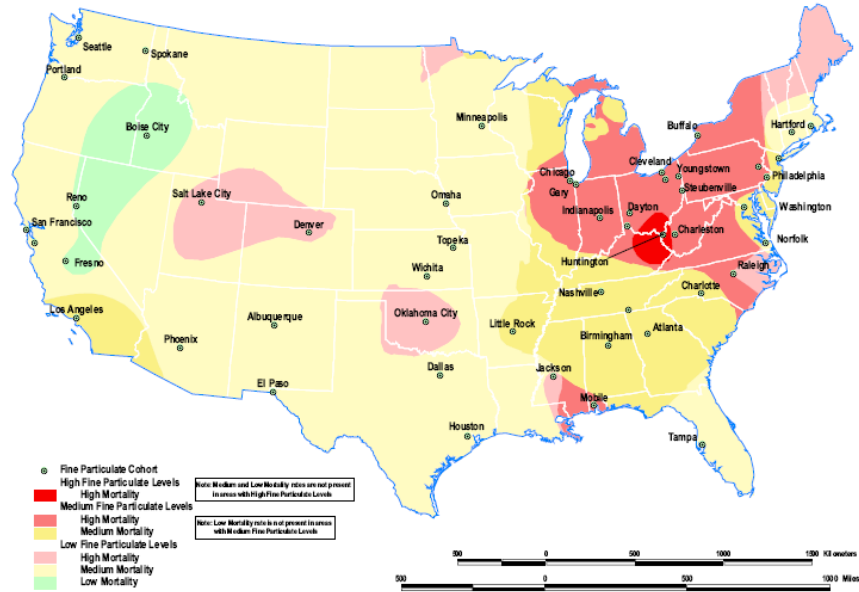 Seattle
Spokane
Portland
Minneapolis
Boise City
Buffalo
Hartford
Cleveland
Youngstown
Chicago
Philadelphia
Gary
Steubenville
Salt Lake City
Omaha
Dayton
Reno
Indianapolis
Washington
San Francisco
Denver
Charleston
Topeka
Norfolk
Fresno
Huntington
Wichita
Raleigh
Nashville
Charlotte
Los Angeles
Albuquerque
Oklahoma City
Little Rock
Atlanta
Phoenix
Birmingham
Dallas
Jackson
El Paso
Mobile
Houston
Tampa
Fine Particulate Cohort
High Fine Particulate Levels
High Mortality
Note: Medium and Low Mortality rates are not present
in areas with High Fine Particulate Levels
Medium Fine Particulate Levels
High Mortality
Medium Mortality
Note: Low Mortality rate is not present in areas
with Medium Fine Particulate Levels
Low Fine Particulate Levels
High Mortality
Medium Mortality
Low Mortality
0 500 1000 1500 Kilometers
500 0 500 1000 Miles